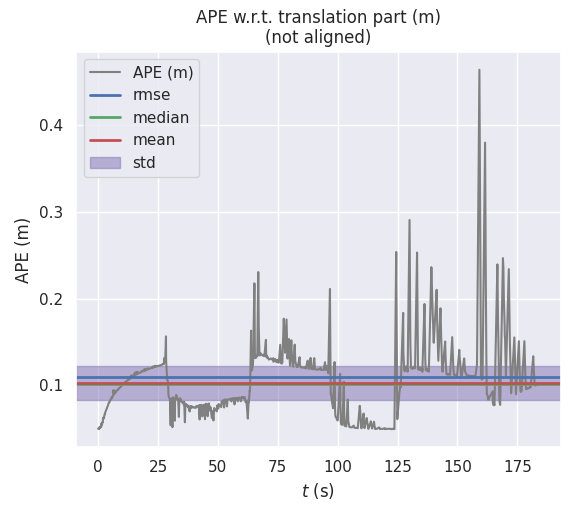 APE w.r.t. translation part (m)
(not aligned)
APE (m)
rmse
median
mean
std
APE (m)
0.4
0.3
0.2
0.1
0 25 50 75 100 125 150 175
t (s)